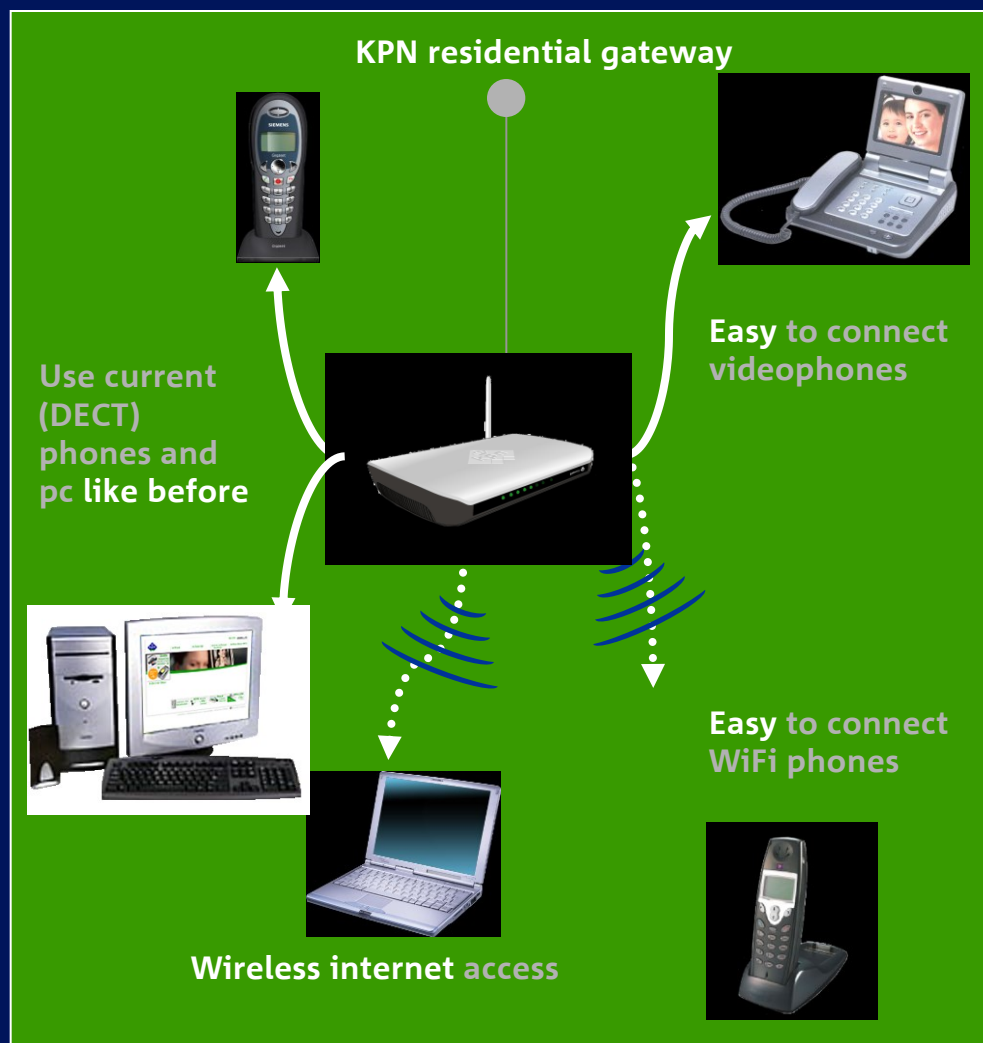 KPN residential gateway
SIEMENS
Easy to connect
videophones
Use current
(DECT)
phones and
pc like before
Easy to connect
WiFi phones
Wireless internet access